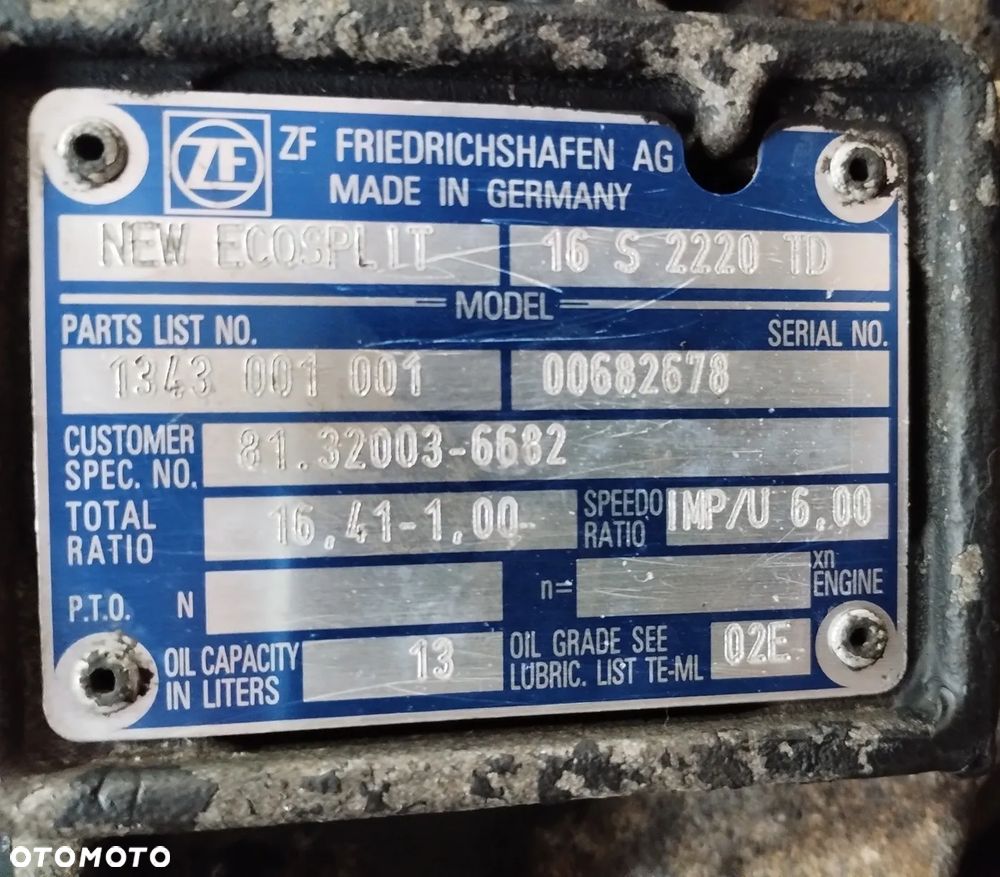 ZF ZF FRIEDRICHSHAFEN AG
MADE IN GERMANY
NEW ECOSPLIT 16 S 2220 TD
MODEL
PARTS LIST NO. SERIAL NO.
1343 001 001 00682678
CUSTOMER SPEC. NO. 81.32003-6682
TOTAL RATIO 16,41-1,00- SPEEDO RATIO IMP/U 6,00
P.T.O. N n= xn ENGINE
OIL CAPACITY IN LITERS 13 OIL GRADE SEE LUBRIC. LIST TE-ML 02E
OTOMOTO